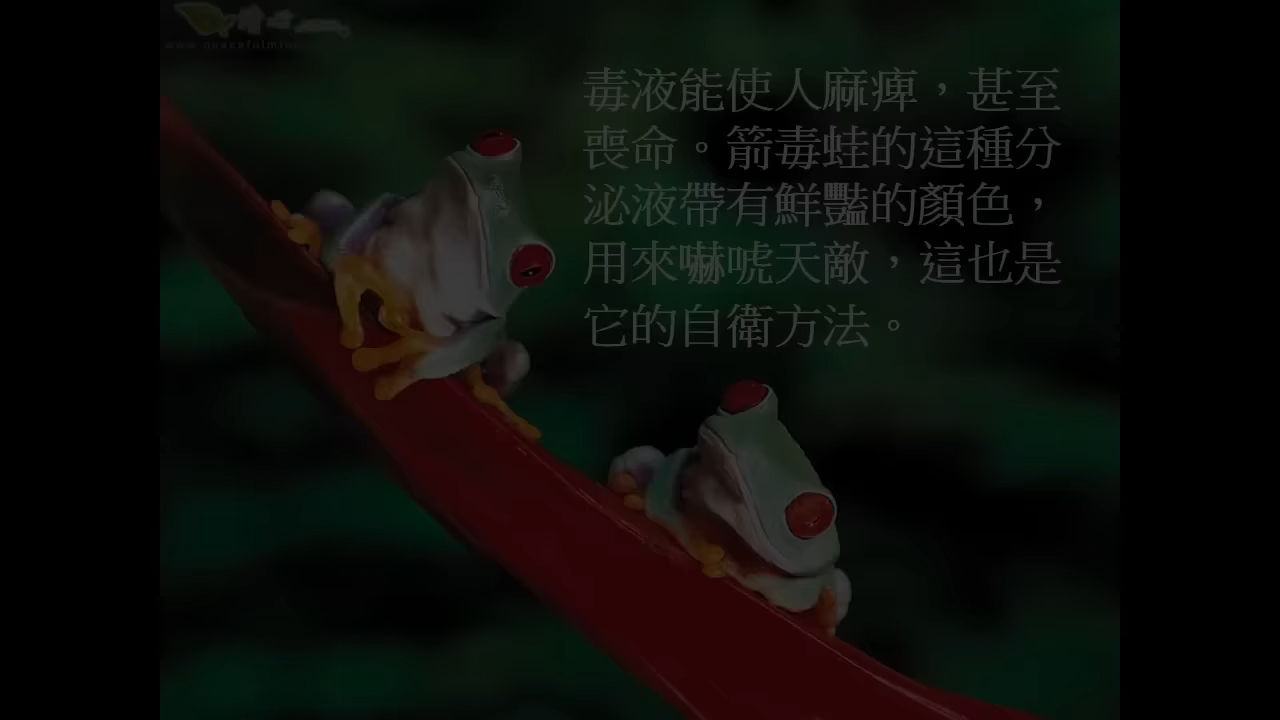 毒液能使人麻痺，甚至
喪命。箭毒蛙的這種分
泌液帶有鮮豔的顏色，
用來嚇唬天敵，這也是
它的自衛方法。